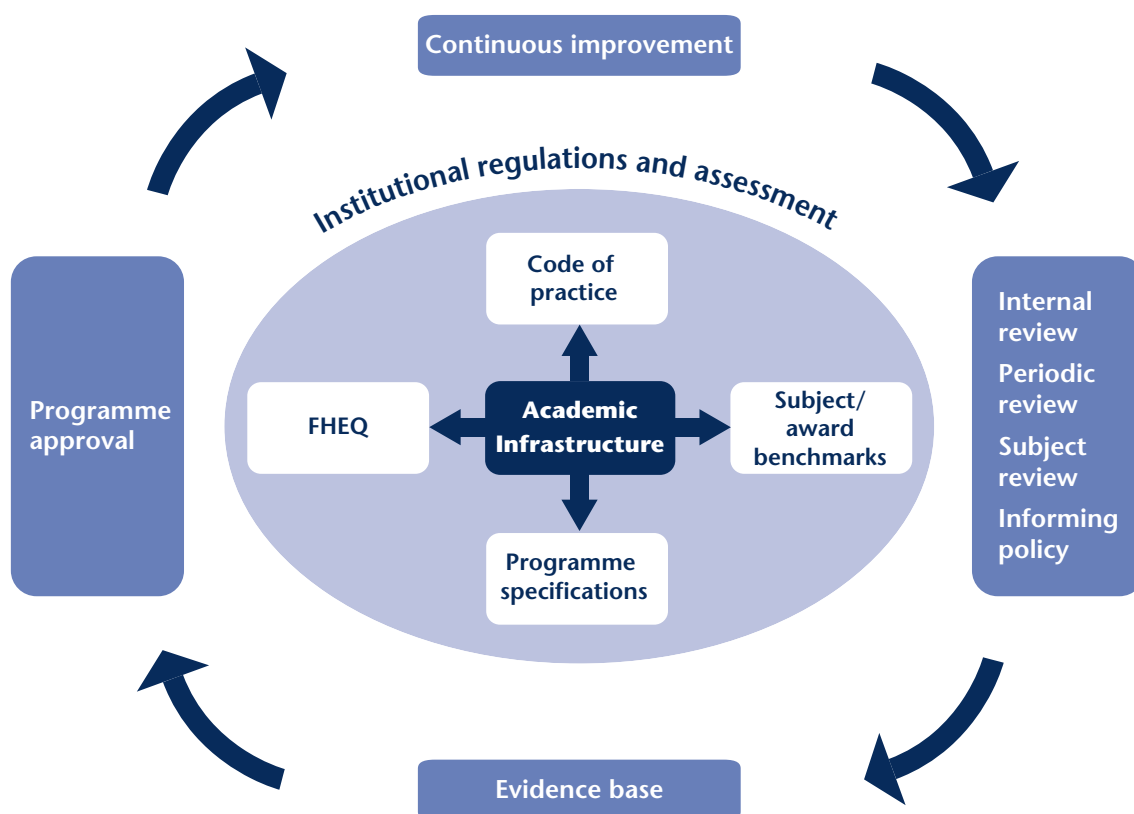 Continuous improvement
Institutional regulations and assessment
Code of
practice
Internal
review
Periodic
review
Subject
review
Informing
policy
Programme
approval
FHEQ
Academic
Infrastructure
Subject/
award
benchmarks
Programme
specifications
Evidence base